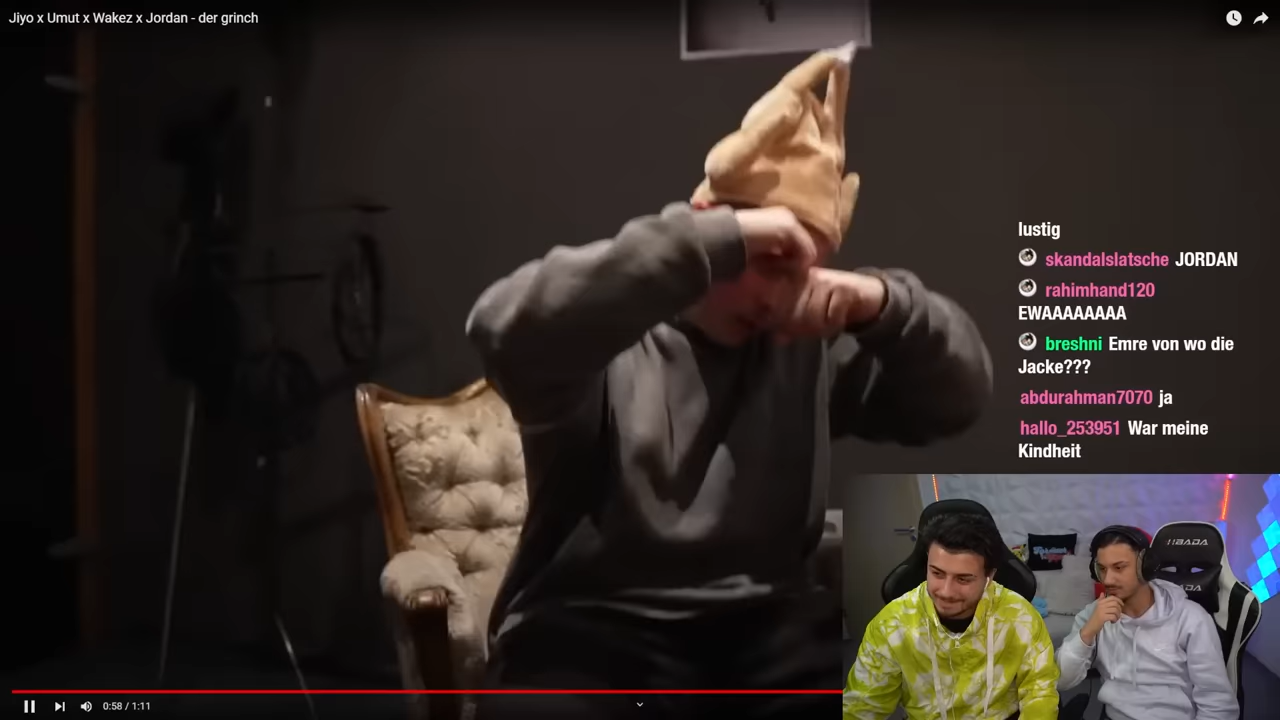 Jiyo x Umut x Wakez x Jordan - der grinch
lustig
skandalslatsche JORDAN
rahimhand120
EWAAAAAAAA
breshni Emre von wo die
Jacke???
abdurahman7070 ja
hallo_253951 War meine
Kindheit
BADA
0:58 / 1:11